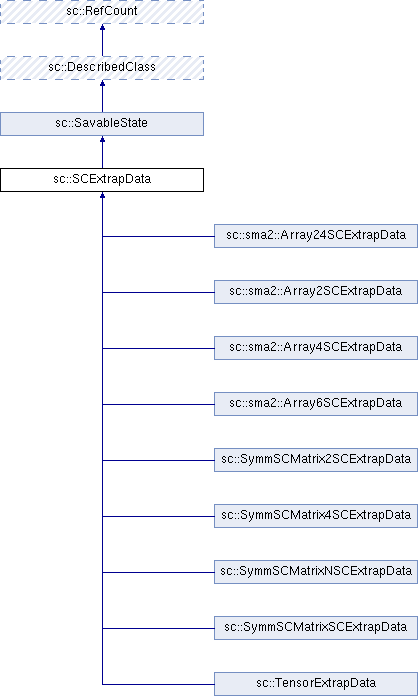 sc::RefCount
sc::DescribedClass
sc::SavableState
sc::SCExtrapData
sc::sma2::Array24SCExtrapData
sc::sma2::Array2SCExtrapData
sc::sma2::Array4SCExtrapData
sc::sma2::Array6SCExtrapData
sc::SymmSCMatrix2SCExtrapData
sc::SymmSCMatrix4SCExtrapData
sc::SymmSCMatrixNSCExtrapData
sc::SymmSCMatrixSCExtrapData
sc::TensorExtrapData